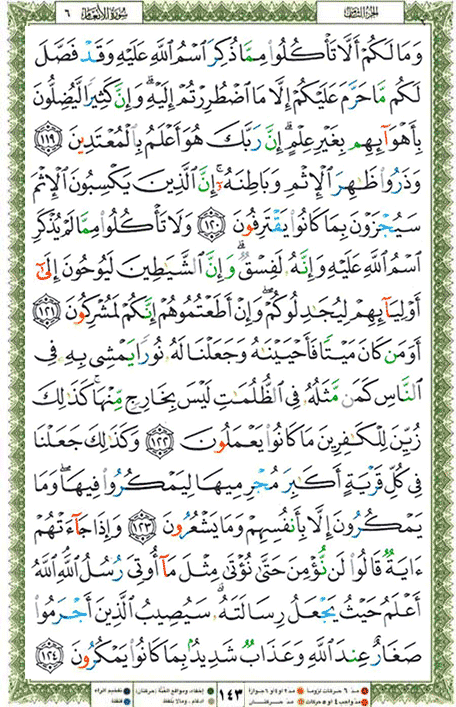 سورة الأنعام ٦
الجزء الثامن
وَمَا لَكُمْ أَلَّا تَأْكُلُوا۟ مِمَّا ذُكِرَ ٱسْمُ ٱللَّهِ عَلَيْهِ وَقَدْ فَصَّلَ
لَكُم مَّا حَرَّمَ عَلَيْكُمْ إِلَّا مَا ٱضْطُرِرْتُمْ إِلَيْهِ ۗ وَإِنَّ كَثِيرًا لَّيُضِلُّونَ
بِأَهْوَآئِهِم بِغَيْرِ عِلْمٍ ۗ إِنَّ رَبَّكَ هُوَ أَعْلَمُ بِٱلْمُعْتَدِينَ ١١٩
وَذَرُوا۟ ظَـٰهِرَ ٱلْإِثْمِ وَبَاطِنَهُۥٓ ۚ إِنَّ ٱلَّذِينَ يَكْسِبُونَ ٱلْإِثْمَ
سَيُجْزَوْنَ بِمَا كَانُوا۟ يَقْتَرِفُونَ ١٢٠ وَلَا تَأْكُلُوا۟ مِمَّا لَمْ يُذْكَرِ
ٱسْمُ ٱللَّهِ عَلَيْهِ وَإِنَّهُۥ لَفِسْقٌ ۗ وَإِنَّ ٱلشَّيَـٰطِينَ لَيُوحُونَ إِلَىٰٓ
أَوْلِيَآئِهِمْ لِيُجَـٰدِلُوكُمْ ۖ وَإِنْ أَطَعْتُمُوهُمْ إِنَّكُمْ لَمُشْرِكُونَ ١٢١
أَوَمَن كَانَ مَيْتًا فَأَحْيَيْنَـٰهُ وَجَعَلْنَا لَهُۥ نُورًا يَمْشِى بِهِۦ فِى
ٱلنَّاسِ كَمَن مَّثَلُهُۥ فِى ٱلظُّلُمَـٰتِ لَيْسَ بِخَارِجٍ مِّنْهَا ۚ كَذَٰلِكَ
زُيِّنَ لِلْكَـٰفِرِينَ مَا كَانُوا۟ يَعْمَلُونَ ١٢٢ وَكَذَٰلِكَ جَعَلْنَا
فِى كُلِّ قَرْيَةٍ أَكَـٰبِرَ مُجْرِمِيهَا لِيَمْكُرُوا۟ فِيهَا ۖ وَمَا
يَمْكُرُونَ إِلَّا بِأَنفُسِهِمْ وَمَا يَشْعُرُونَ ١٢٣ وَإِذَا جَآءَتْهُمْ
ءَايَةٌ قَالُوا۟ لَن نُّؤْمِنَ حَتَّىٰ نُؤْتَىٰ مِثْلَ مَآ أُوتِىَ رُسُلُ ٱللَّهِ ۘ ٱللَّهُ
أَعْلَمُ حَيْثُ يَجْعَلُ رِسَالَتَهُۥ ۗ سَيُصِيبُ ٱلَّذِينَ أَجْرَمُوا۟
صَغَارٌ عِندَ ٱللَّهِ وَعَذَابٌ شَدِيدٌۢ بِمَا كَانُوا۟ يَمْكُرُونَ ١٢٤
مد ٦ حركات لزوما مد ٢ أو ٤ أو ٦ جوازا
مد واجب ٤ أو ٥ حركات مد حركتان
١٤٣
إخفاء، ومواقع الغنة (حركتان) تفخيم الراء
إدغام، ومالا يلفظ قلقلة